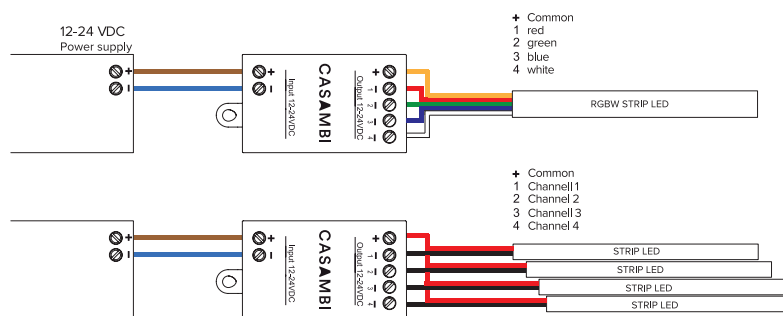 12-24 VDC
Power supply
+
–
+
–
Input 12-24VDC
CASAMBI
Output 12-24VDC
+
1 –
2 –
3 –
4 –
+ Common
1 red
2 green
3 blue
4 white
RGBW STRIP LED
+
–
+
–
Input 12-24VDC
CASAMBI
Output 12-24VDC
+
1 –
2 –
3 –
4 –
+ Common
1 Channell 1
2 Channel 2
3 Channell 3
4 Channel 4
STRIP LED
STRIP LED
STRIP LED
STRIP LED